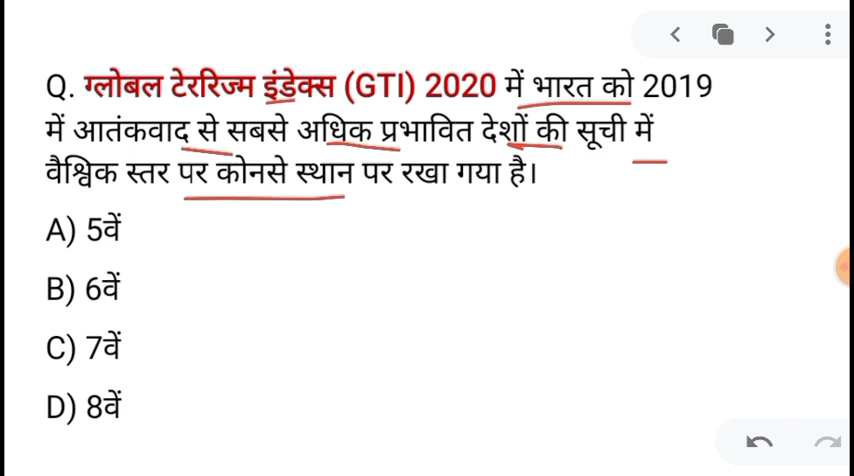 Q. ग्लोबल टेररिज्म इंडेक्स (GTI) 2020 में भारत को 2019
में आतंकवाद से सबसे अधिक प्रभावित देशों की सूची में
वैश्विक स्तर पर कोनसे स्थान पर रखा गया है।
A) 5वें
B) 6वें
C) 7वें
D) 8वें